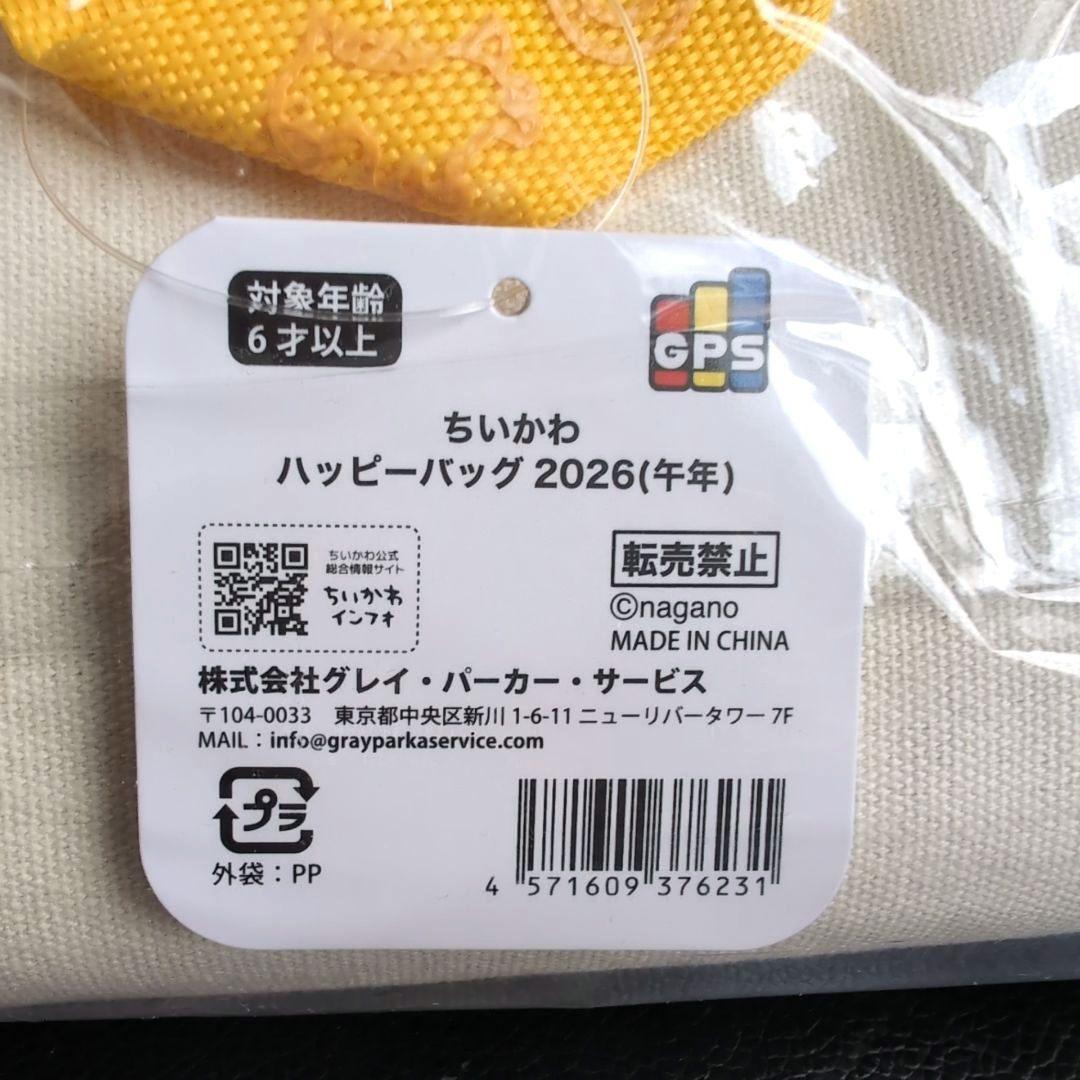 対象年齢
6才以上
GPS
ちいかわ
ハッピーバッグ 2026(午年)
ちいかわ公式
総合情報サイト
ちいかわ
インフォ
転売禁止
©nagano
MADE IN CHINA
株式会社グレイ・パーカー・サービス
〒104-0033 東京都中央区新川 1-6-11 ニューリバータワー 7F
MAIL：info@grayparkaservice.com
プラ
外袋：PP
4 571609 376231